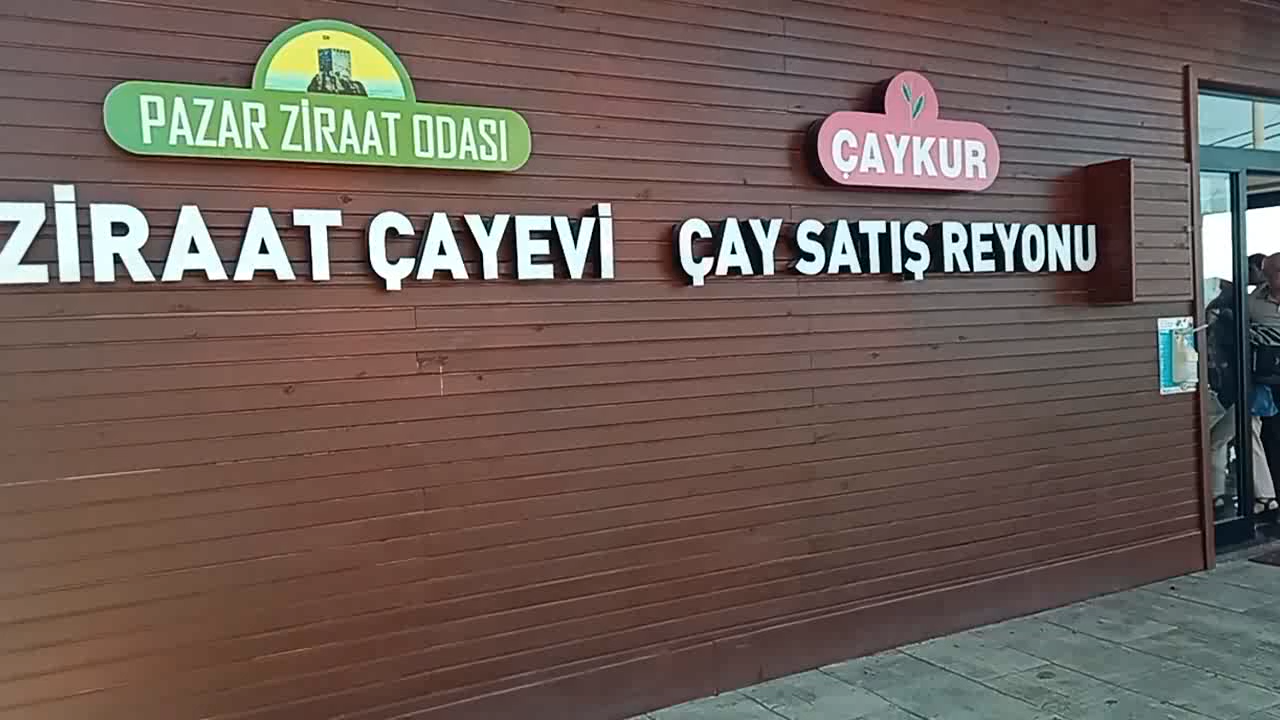 PAZAR ZİRAAT ODASI
ZİRAAT ÇAYEVİ
ÇAYKUR
ÇAY SATIŞ REYONU